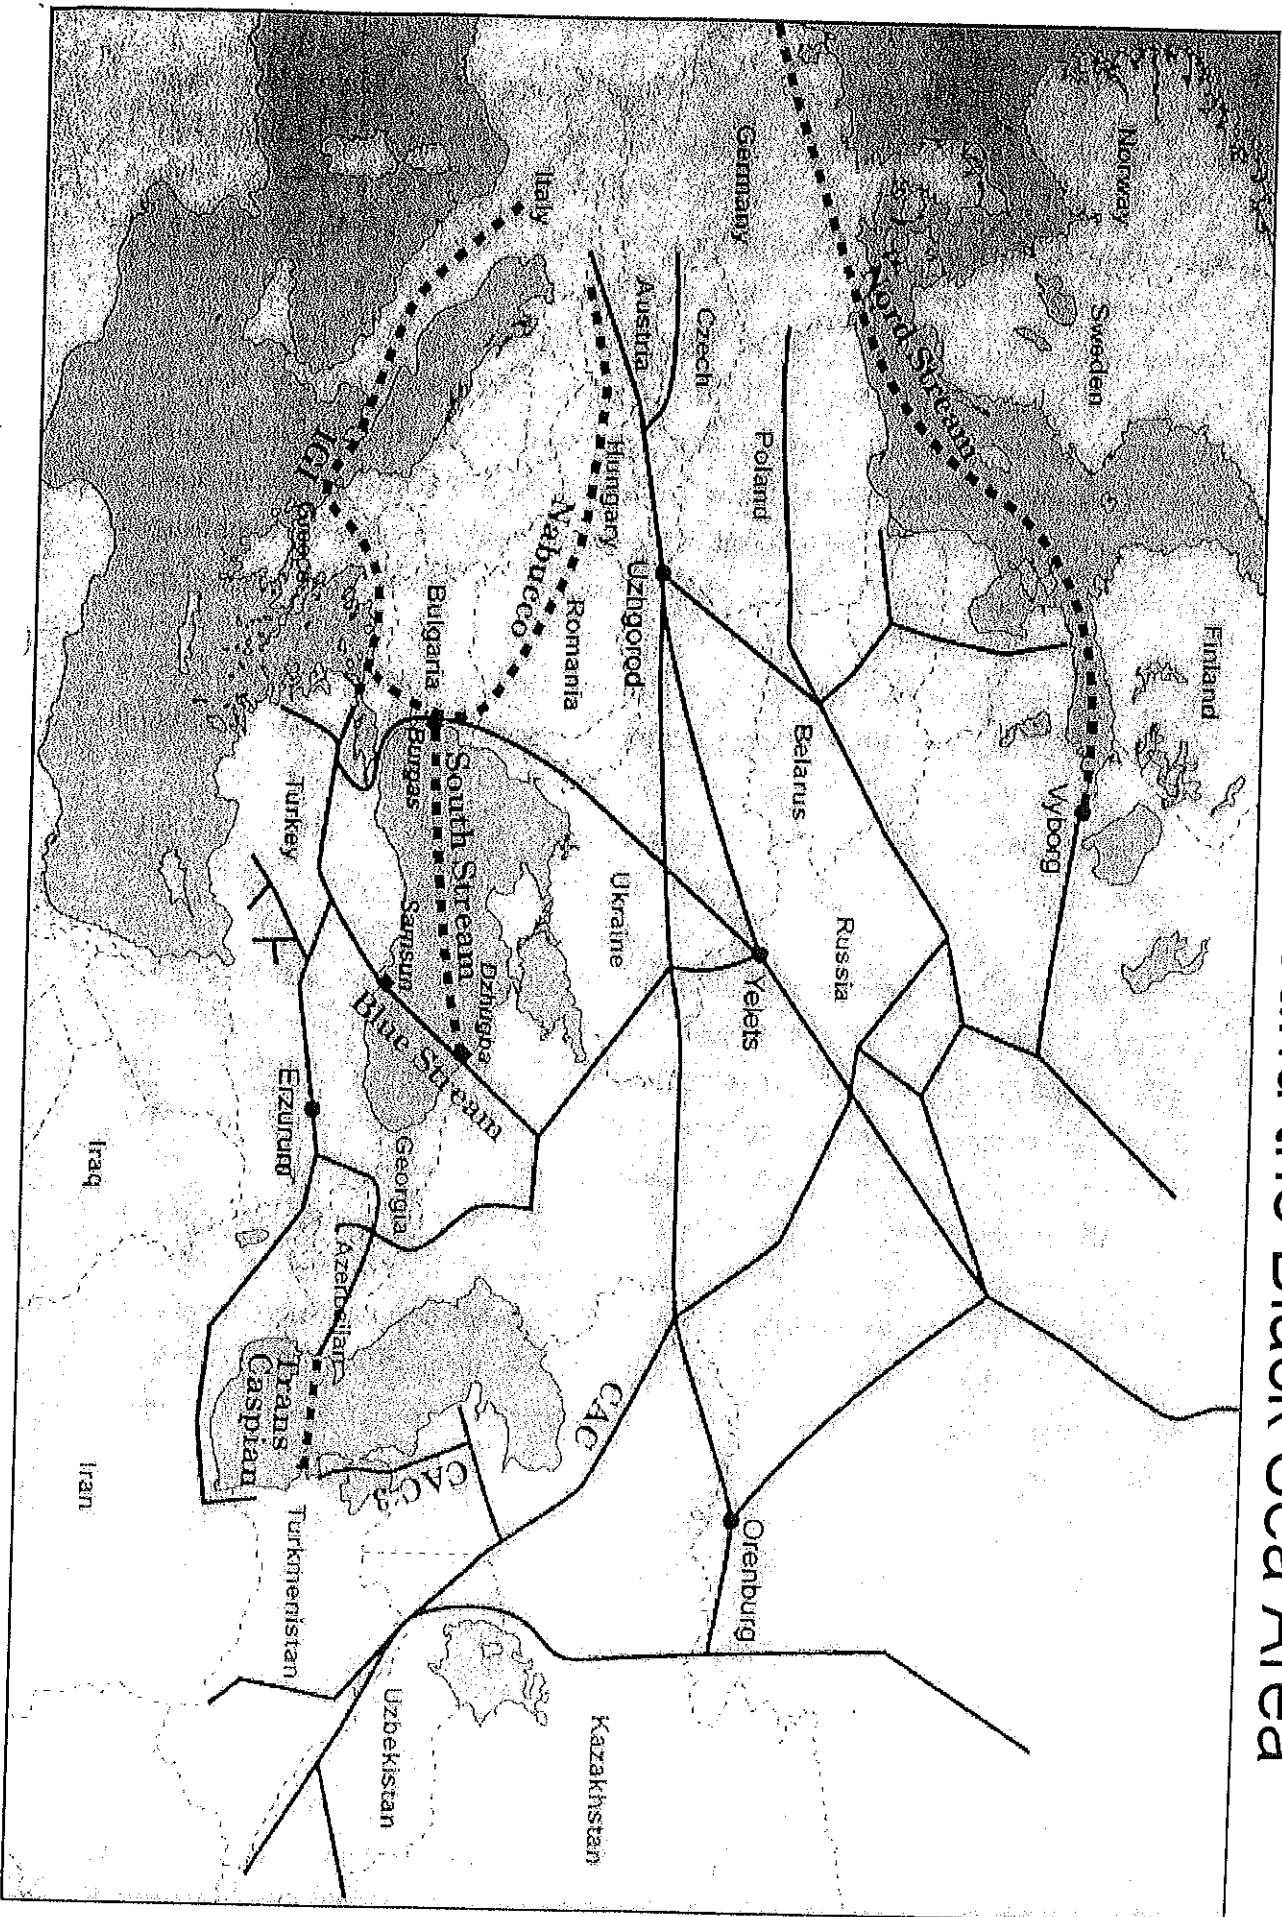 and the Black Sea Area
Norway
Sweden
Finland
Nord Stream
Vyborg
Germany
Poland
Belarus
Russia
Czech
Austria
Uzhgorod
Yelets
Orenburg
Hungary
Ukraine
Kazakhstan
Italy
Nabucco
Romania
CAC
Bulgaria
Burgas
South Stream
Dzhugba
Samsun
Blue Stream
Georgia
CAC-3
Uzbekistan
IGI
Greece
Turkey
Erzurum
Azerbaijan
Trans
Caspian
Turkmenistan
Iraq
Iran